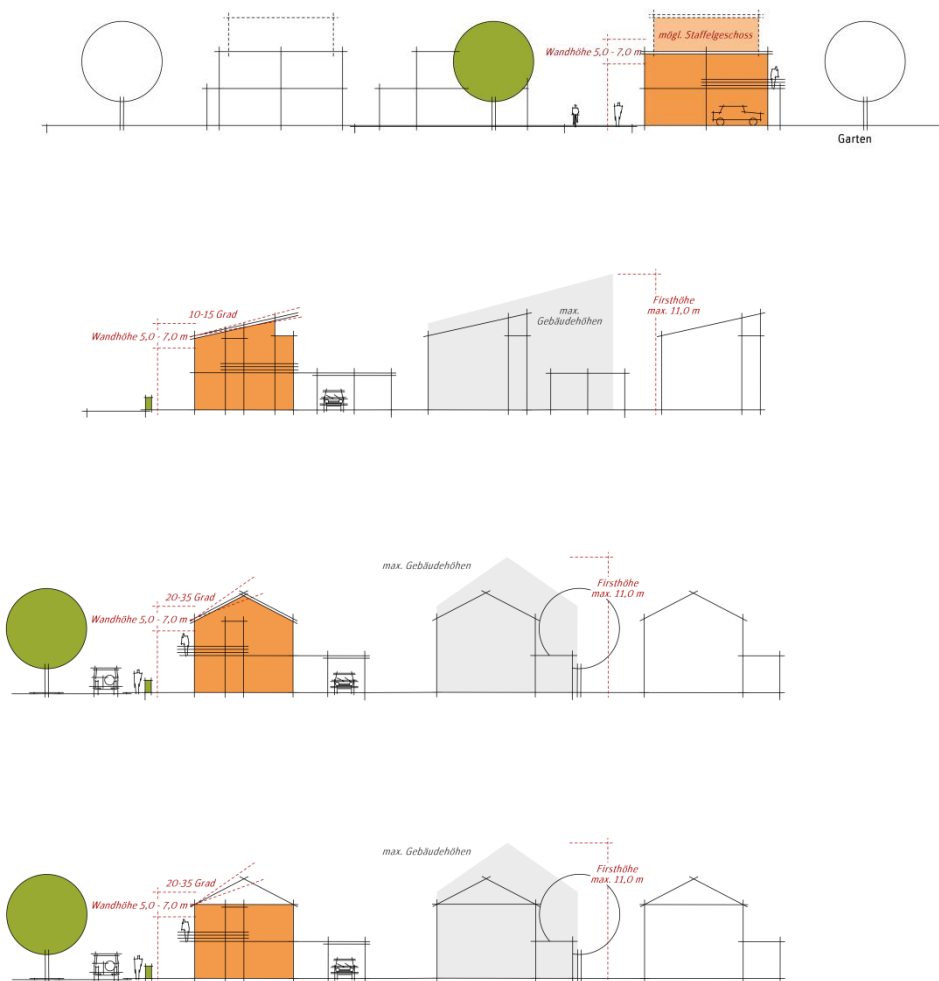 mögl. Staffelgeschoss
Wandhöhe 5,0 - 7,0 m
Garten
10-15 Grad
Wandhöhe 5,0 - 7,0 m
max.
Gebäudehöhen
Firsthöhe
max. 11,0 m
max. Gebäudehöhen
20-35 Grad
Wandhöhe 5,0 - 7,0 m
Firsthöhe
max. 11,0 m
max. Gebäudehöhen
20-35 Grad
Wandhöhe 5,0 - 7,0 m
Firsthöhe
max. 11,0 m